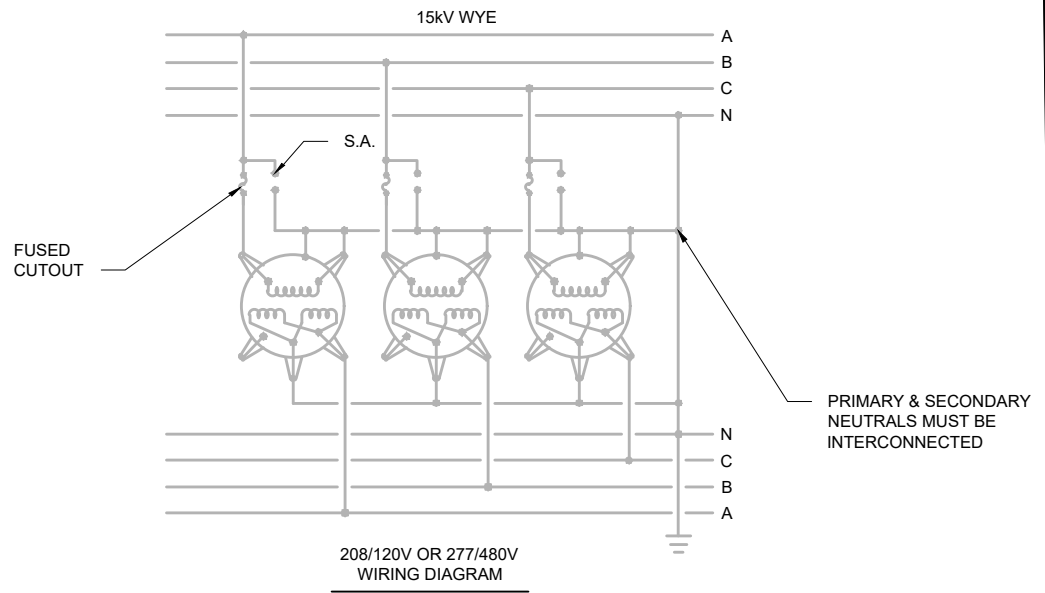 15kV WYE
A
B
C
N
S.A.
FUSED
CUTOUT
PRIMARY & SECONDARY
NEUTRALS MUST BE
INTERCONNECTED
N
C
B
A
208/120V OR 277/480V
WIRING DIAGRAM